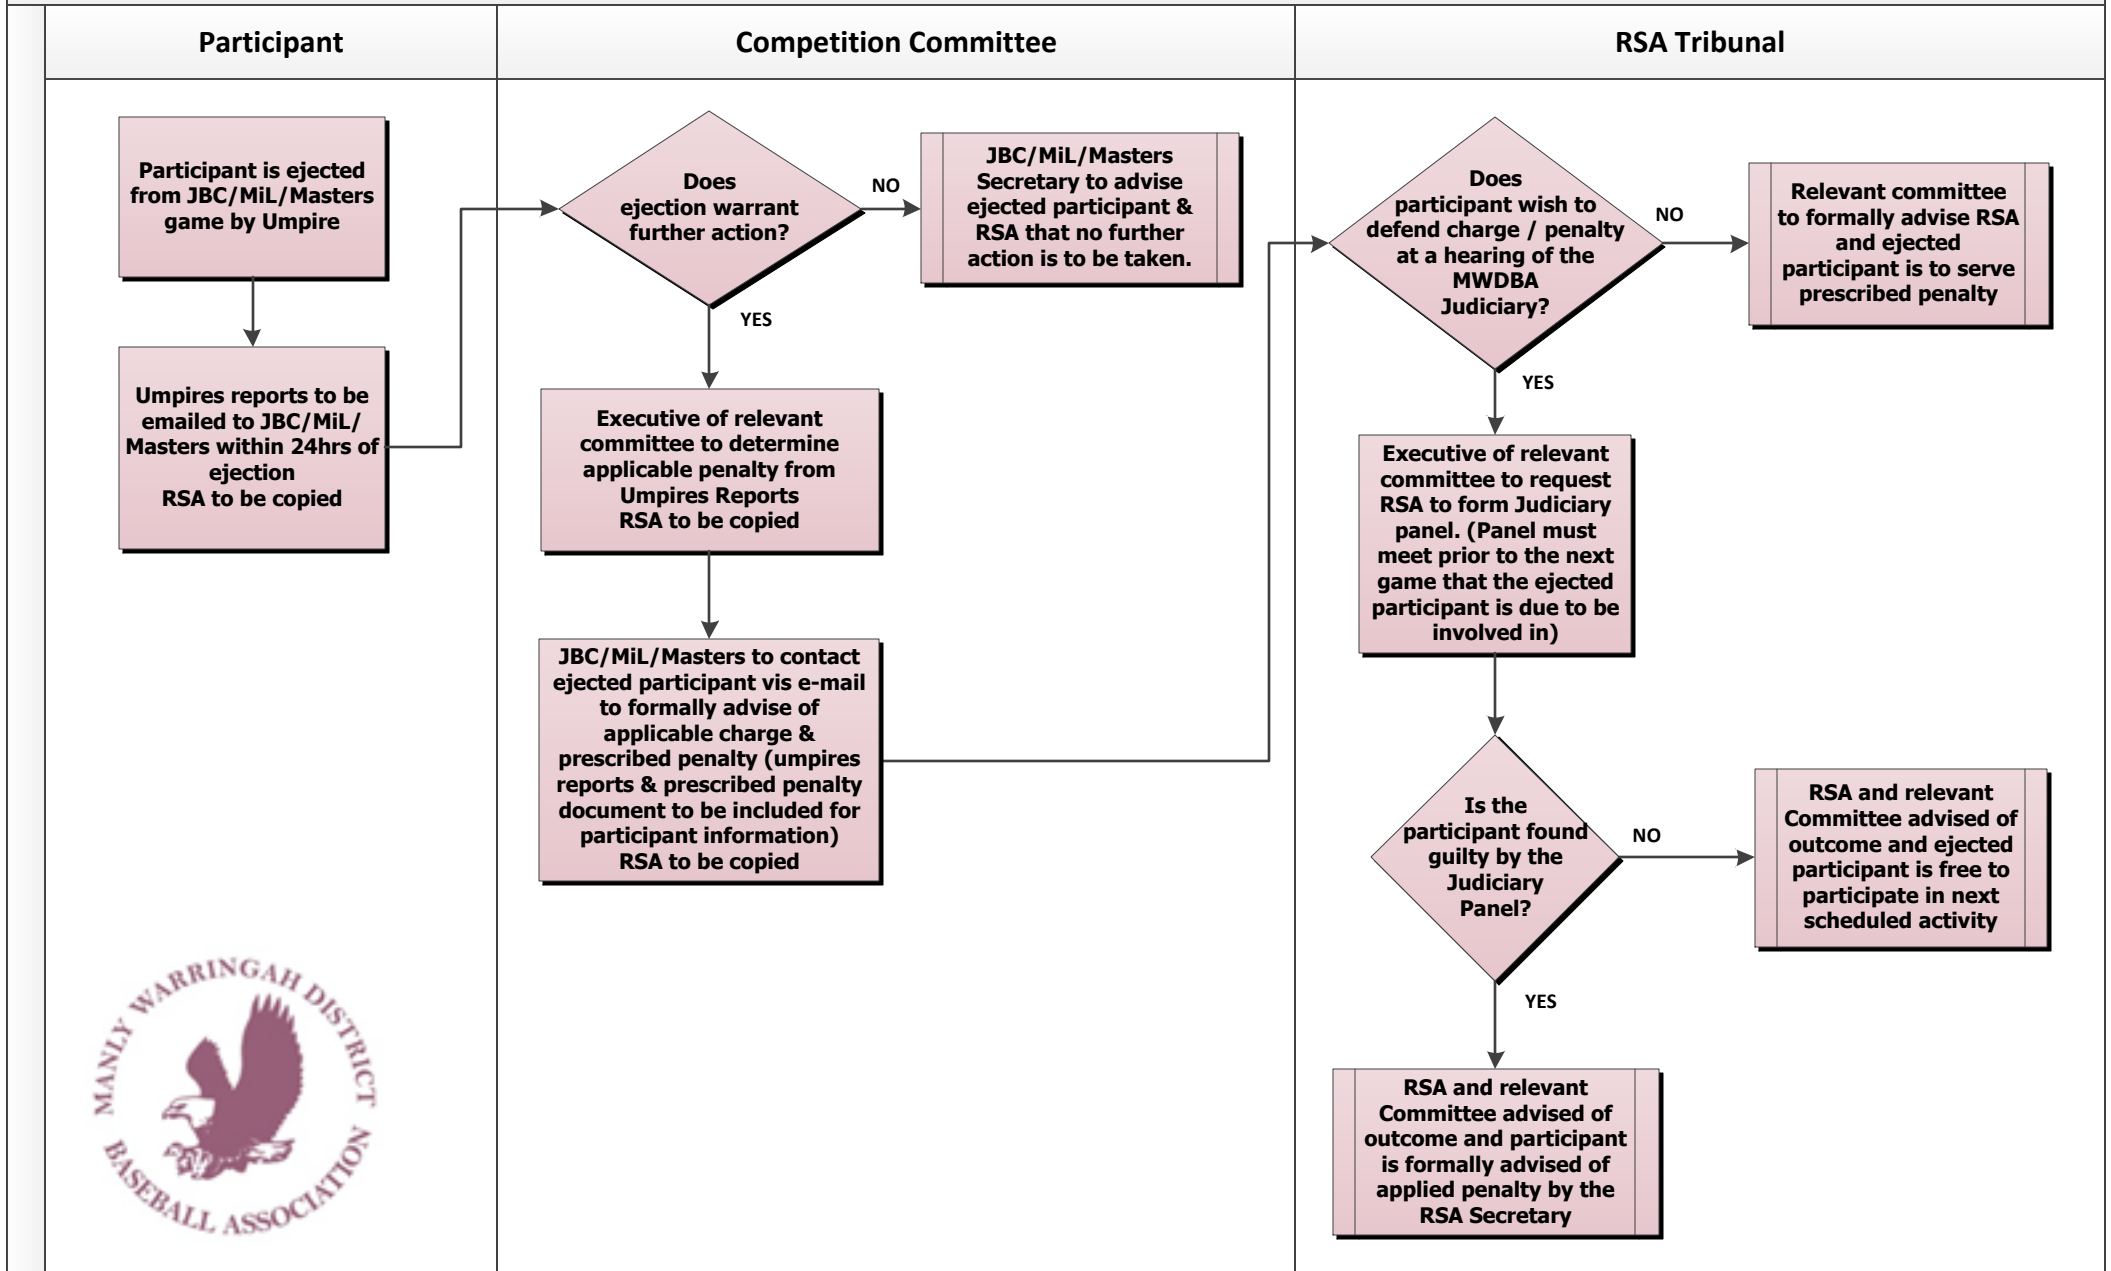 Participant
Competition Committee
RSA Tribunal
Participant is ejected
from JBC/MiL/Masters
game by Umpire
Umpires reports to be
emailed to JBC/MiL/
Masters within 24hrs of
ejection
RSA to be copied
Does
ejection warrant
further action?
NO
JBC/MiL/Masters
Secretary to advise
ejected participant &
RSA that no further
action is to be taken.
YES
Executive of relevant
committee to determine
applicable penalty from
Umpires Reports
RSA to be copied
JBC/MiL/Masters to contact
ejected participant vis e-mail
to formally advise of
applicable charge &
prescribed penalty (umpires
reports & prescribed penalty
document to be included for
participant information)
RSA to be copied
Does
participant wish to
defend charge / penalty
at a hearing of the
MWDBA
Judiciary?
NO
Relevant committee
to formally advise RSA
and ejected
participant is to serve
prescribed penalty
YES
Executive of relevant
committee to request
RSA to form Judiciary
panel. (Panel must
meet prior to the next
game that the ejected
participant is due to be
involved in)
Is the
participant found
guilty by the
Judiciary
Panel?
NO
RSA and relevant
Committee advised of
outcome and ejected
participant is free to
participate in next
scheduled activity
YES
RSA and relevant
Committee advised of
outcome and participant
is formally advised of
applied penalty by the
RSA Secretary
MANLY WARRINGAH DISTRICT
BASEBALL ASSOCIATION